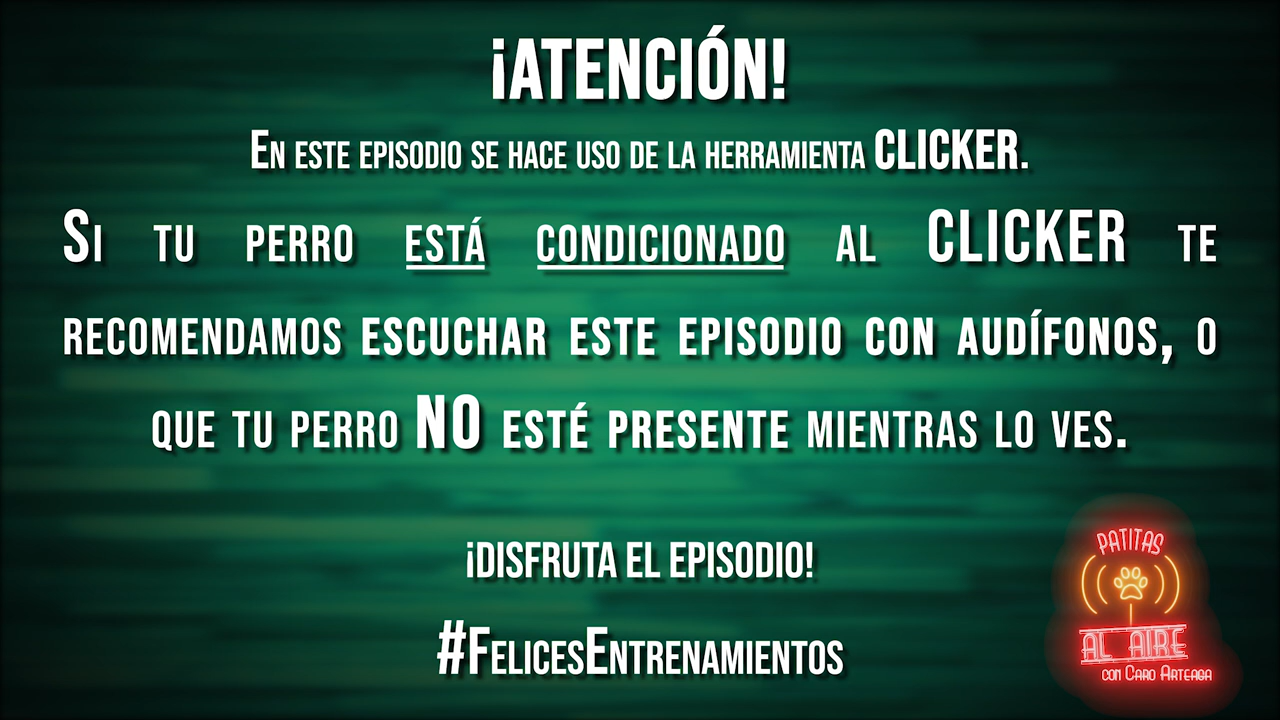 ¡ATENCIÓN!
EN ESTE EPISODIO SE HACE USO DE LA HERRAMIENTA CLICKER.
SI TU PERRO ESTÁ CONDICIONADO AL CLICKER TE
RECOMENDAMOS ESCUCHAR ESTE EPISODIO CON AUDÍFONOS, O
QUE TU PERRO NO ESTÉ PRESENTE MIENTRAS LO VES.
¡DISFRUTA EL EPISODIO!
#FELICESENTRENAMIENTOS
PATITAS
AL AIRE
CON CARO ARTEAGA